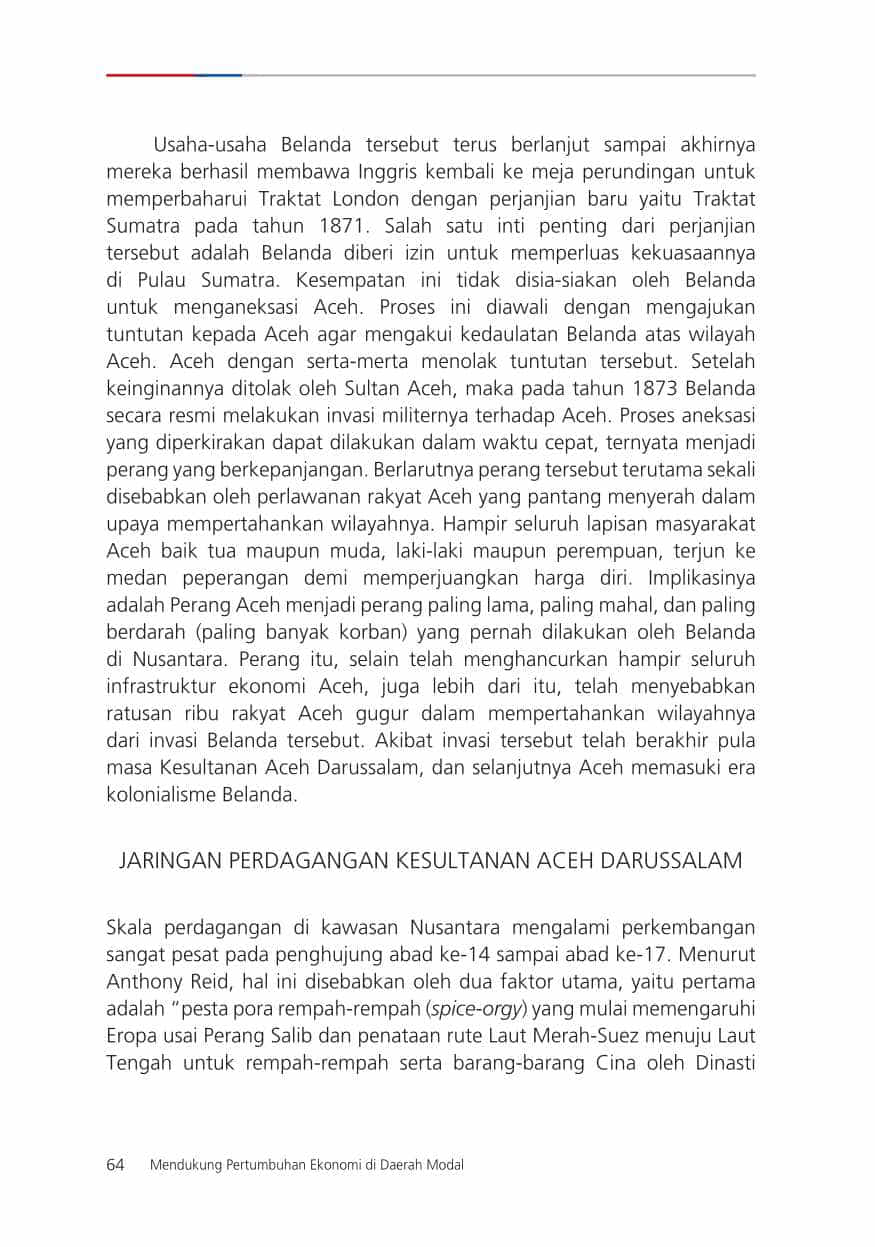 Usaha-usaha Belanda tersebut terus berlanjut sampai akhirnya
mereka berhasil membawa Inggris kembali ke meja perundingan untuk
memperbaharui Traktat London dengan perjanjian baru yaitu Traktat
Sumatra pada tahun 1871. Salah satu inti penting dari perjanjian
tersebut adalah Belanda diberi izin untuk memperluas kekuasaannya
di Pulau Sumatra. Kesempatan ini tidak disia-siakan oleh Belanda
untuk menganeksasi Aceh. Proses ini diawali dengan mengajukan
tuntutan kepada Aceh agar mengakui kedaulatan Belanda atas wilayah
Aceh. Aceh dengan serta-merta menolak tuntutan tersebut. Setelah
keinginannya ditolak oleh Sultan Aceh, maka pada tahun 1873 Belanda
secara resmi melakukan invasi militernya terhadap Aceh. Proses aneksasi
yang diperkirakan dapat dilakukan dalam waktu cepat, ternyata menjadi
perang yang berkepanjangan. Berlarutnya perang tersebut terutama sekali
disebabkan oleh perlawanan rakyat Aceh yang pantang menyerah dalam
upaya mempertahankan wilayahnya. Hampir seluruh lapisan masyarakat
Aceh baik tua maupun muda, laki-laki maupun perempuan, terjun ke
medan peperangan demi memperjuangkan harga diri. Implikasinya
adalah Perang Aceh menjadi perang paling lama, paling mahal, dan paling
berdarah (paling banyak korban) yang pernah dilakukan oleh Belanda
di Nusantara. Perang itu, selain telah menghancurkan hampir seluruh
infrastruktur ekonomi Aceh, juga lebih dari itu, telah menyebabkan
ratusan ribu rakyat Aceh gugur dalam mempertahankan wilayahnya
dari invasi Belanda tersebut. Akibat invasi tersebut telah berakhir pula
masa Kesultanan Aceh Darussalam, dan selanjutnya Aceh memasuki era
kolonialisme Belanda.
JARINGAN PERDAGANGAN KESULTANAN ACEH DARUSSALAM
Skala perdagangan di kawasan Nusantara mengalami perkembangan
sangat pesat pada penghujung abad ke-14 sampai abad ke-17. Menurut
Anthony Reid, hal ini disebabkan oleh dua faktor utama, yaitu pertama
adalah “pesta pora rempah-rempah (spice-orgy) yang mulai memengaruhi
Eropa usai Perang Salib dan penataan rute Laut Merah-Suez menuju Laut
Tengah untuk rempah-rempah serta barang-barang Cina oleh Dinasti
64 Mendukung Pertumbuhan Ekonomi di Daerah Modal